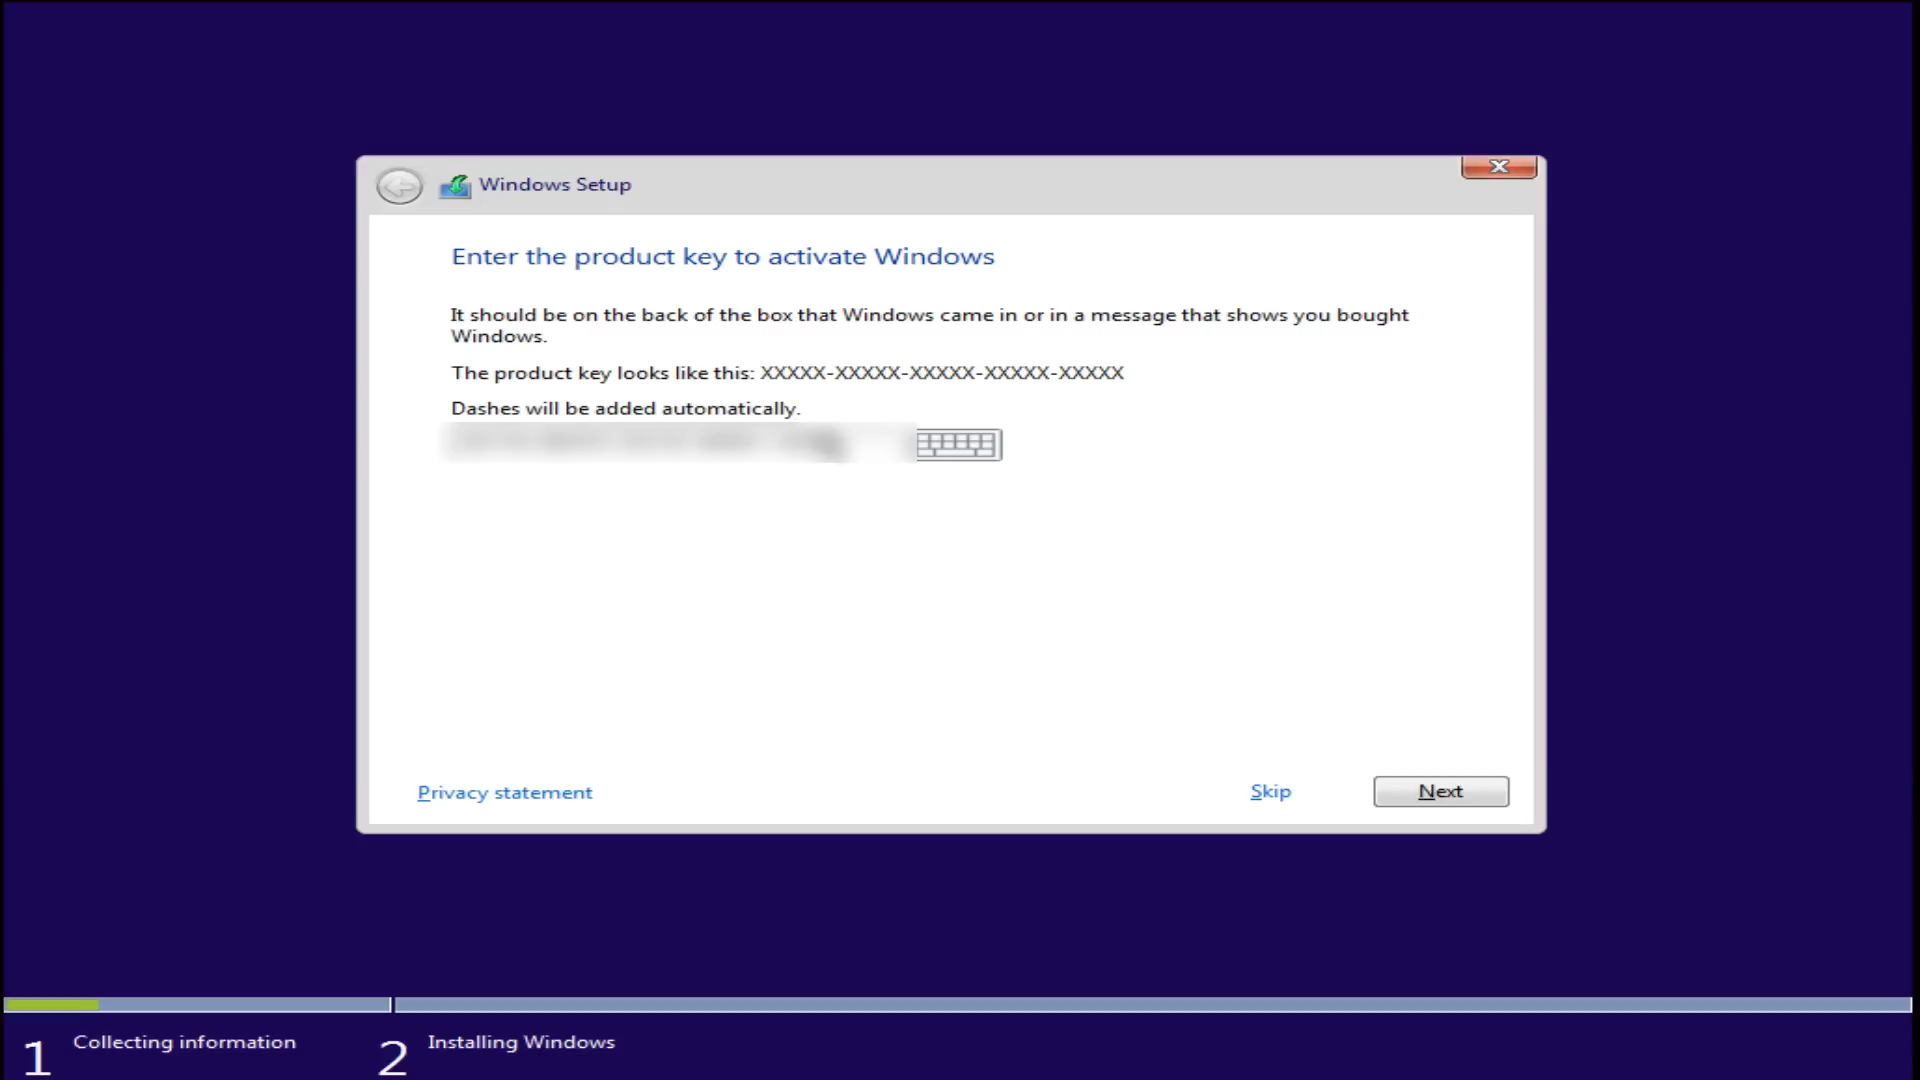 Windows Setup
Enter the product key to activate Windows
It should be on the back of the box that Windows came in or in a message that shows you bought
Windows.
The product key looks like this: XXXXX-XXXXX-XXXXX-XXXXX-XXXXX
Dashes will be added automatically.
Privacy statement
Skip
Next
1 Collecting information
2 Installing Windows